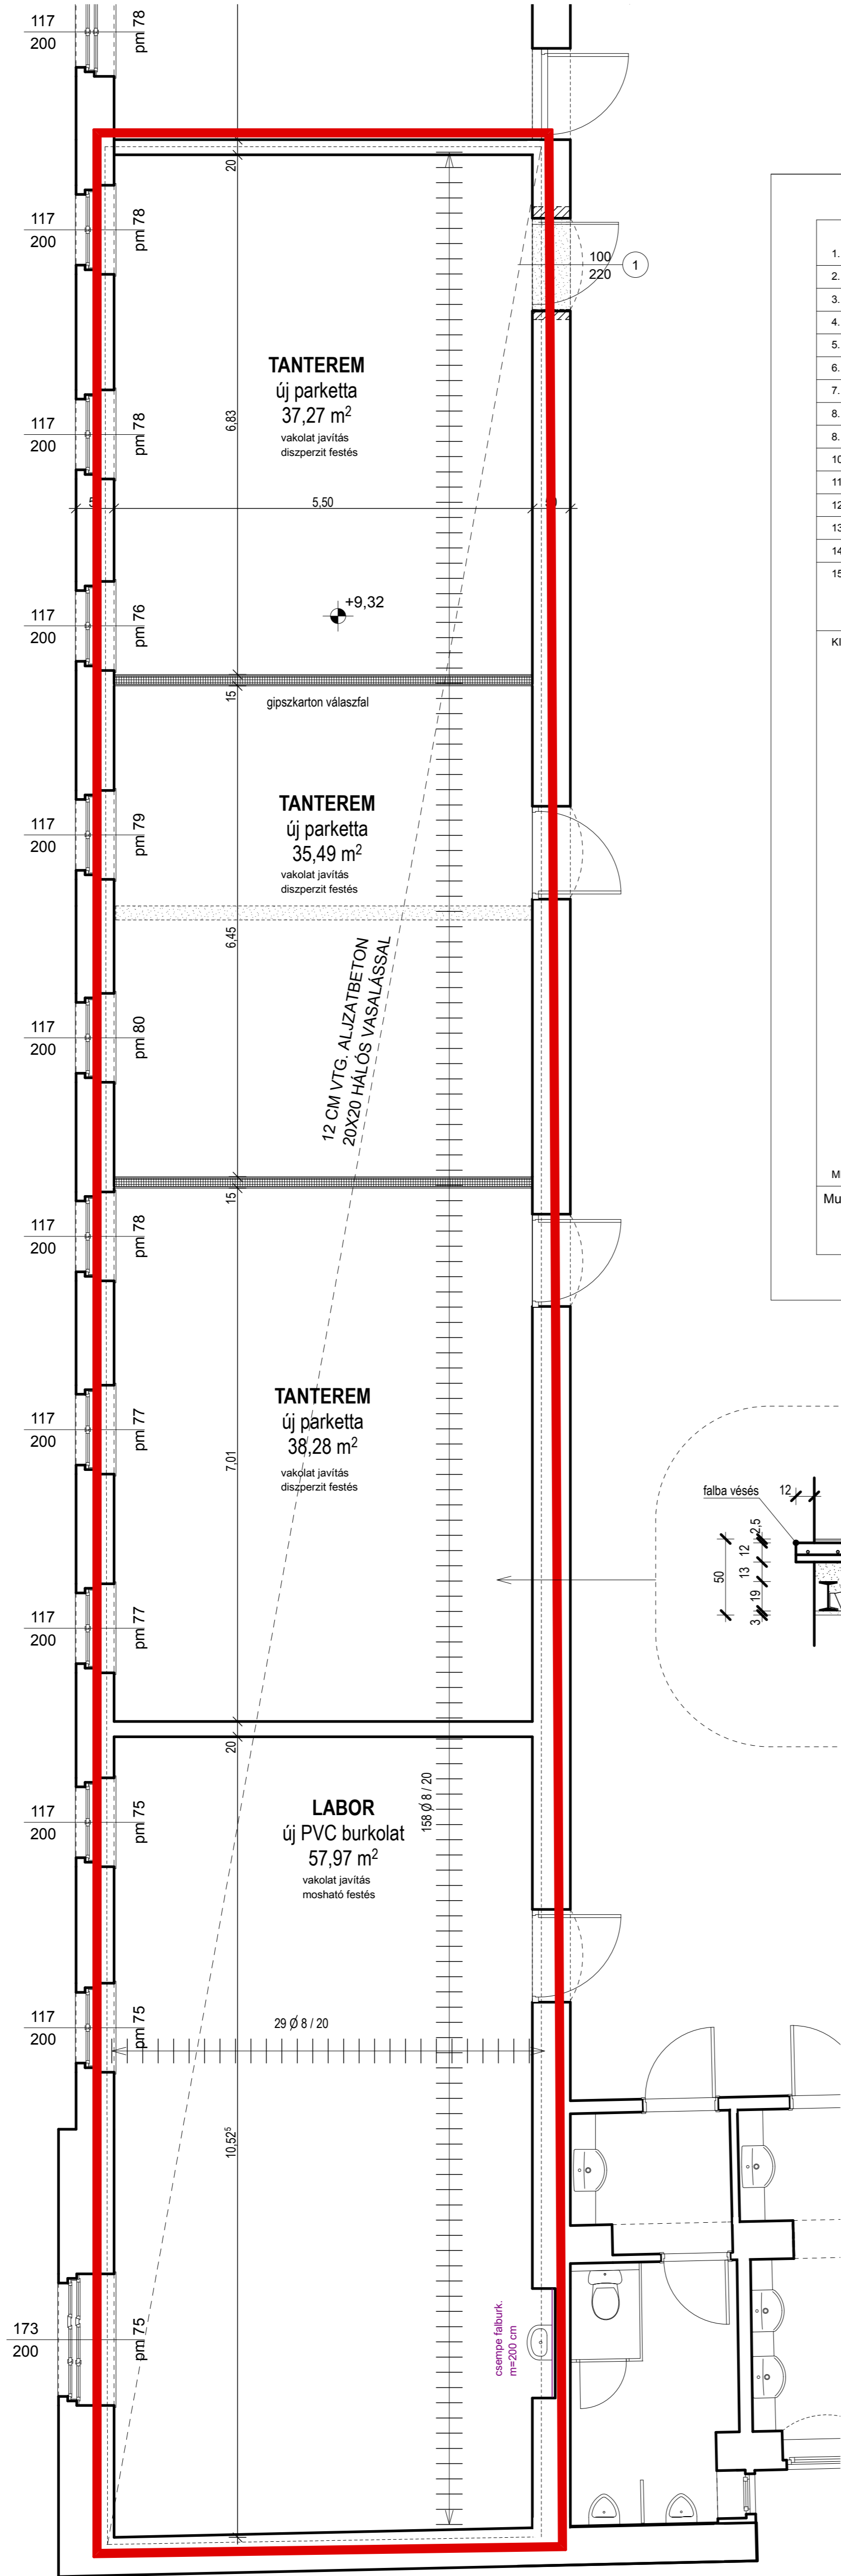 117
200
pm 78
20
117
200
pm 78
100
220
1
TANTEREM
új parketta
37,27 m²
vakolat javítás
diszperzit festés
6,83
117
200
pm 78
5,50
+9,32
117
200
pm 76
15
gipszkarton válaszfal
TANTEREM
új parketta
35,49 m²
vakolat javítás
diszperzit festés
117
200
pm 79
6,45
12 CM VTG. ALJZATBETON
20X20 HÁLÓS VASALÁSSAL
117
200
pm 80
15
117
200
pm 78
TANTEREM
új parketta
38,28 m²
vakolat javítás
diszperzit festés
117
200
pm 77
7,01
117
200
pm 77
20
LABOR
új PVC burkolat
57,97 m²
vakolat javítás
mosható festés
158 Ø 8 / 20
117
200
pm 75
117
200
pm 75
29 Ø 8 / 20
10,52⁵
173
200
pm 75
csempe falburk.
m=200 cm
1.
2.
3.
4.
5.
6.
7.
8.
8.
10
11
12
13
14
15
Mu
falba vésés
12
50
2,5
12
13
19
3